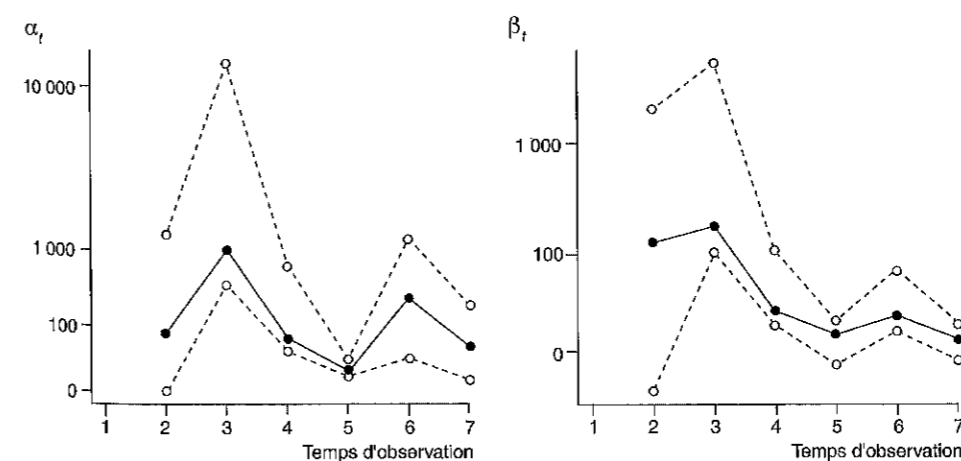 α_t
10 000
1 000
100
0
1 2 3 4 5 6 7
Temps d'observation
β_t
1 000
100
0
1 2 3 4 5 6 7
Temps d'observation